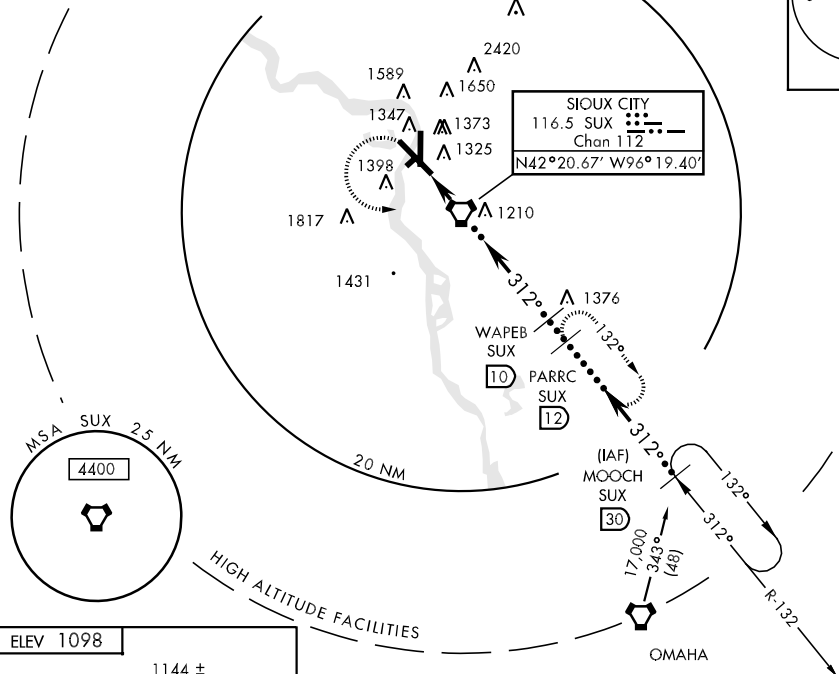 2420
1589
1650
1347
1373
1325
1398
SIOUX CITY
116.5 SUX
Chan 112
N42°20.67' W96°19.40'
1210
1817
1431
312°
1376
132°
WAPEB
SUX
10
PARRC
SUX
12
312°
(IAF)
MOOCH
SUX
30
132°
312°
R-132
17,000
343°
(48)
OMAHA
20 NM
MSA SUX 25 NM
4400
HIGH ALTITUDE FACILITIES
ELEV 1098
1144 ±